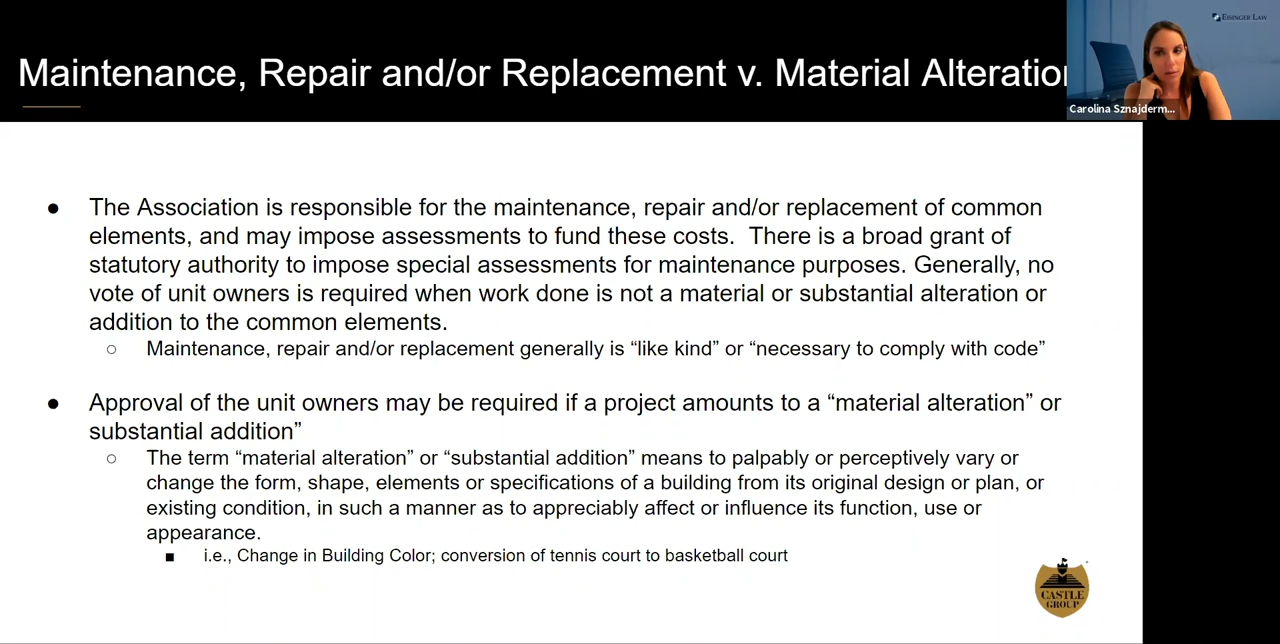 EISINGER LAW
Maintenance, Repair and/or Replacement v. Material Alteration
Carolina Sznajderm...
● The Association is responsible for the maintenance, repair and/or replacement of common
elements, and may impose assessments to fund these costs.  There is a broad grant of
statutory authority to impose special assessments for maintenance purposes. Generally, no
vote of unit owners is required when work done is not a material or substantial alteration or
addition to the common elements.
○ Maintenance, repair and/or replacement generally is “like kind” or “necessary to comply with code”
● Approval of the unit owners may be required if a project amounts to a “material alteration” or
substantial addition”
○ The term “material alteration” or “substantial addition” means to palpably or perceptively vary or
change the form, shape, elements or specifications of a building from its original design or plan, or
existing condition, in such a manner as to appreciably affect or influence its function, use or
appearance.
■ i.e., Change in Building Color; conversion of tennis court to basketball court
CASTLE
GROUP